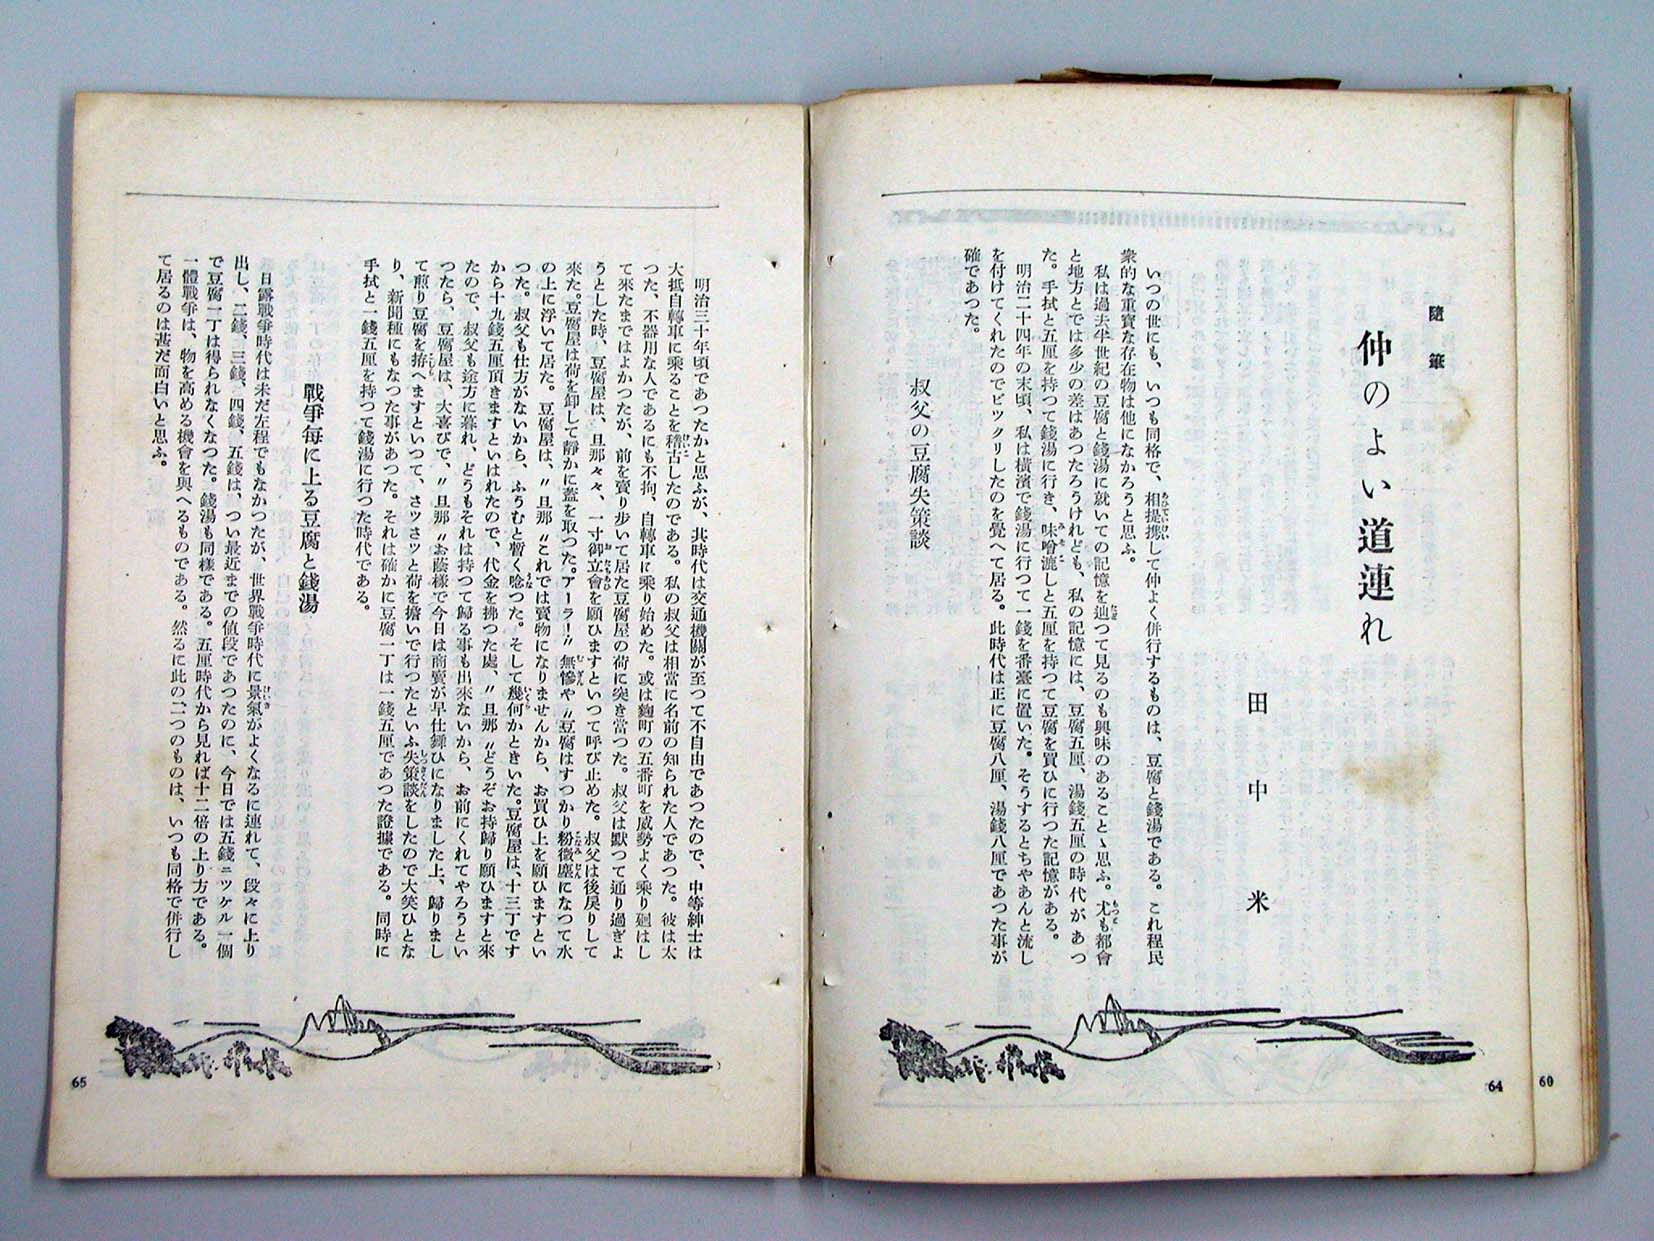 隨筆
仲のよい道連れ
田中米
いつの世にも、いつも同格で、相提携して仲よく併行するものは、豆腐と錢湯である。これ程民
衆的な重寶な存在物は他になかろうと思ふ。
私は過去半世紀の豆腐と錢湯に就いての記憶を辿つて見るのも興味のあることゝ思ふ。尤も都會
と地方とでは多少の差はあつたろうけれども、私の記憶には、豆腐五厘、湯錢五厘の時代があつ
た。手拭と五厘を持つて錢湯に行き、味噌漉しと五厘を持つて豆腐を買ひに行つた記憶がある。
明治二十四年の末頃、私は横濱で錢湯に行つて一錢を番臺に置いた。そうするとちやあんと流し
を付けてくれたのでビツクリしたのを覺へて居る。此時代は正に豆腐八厘、湯錢八厘であつた事が
確であつた。
叔父の豆腐失策談
64
60
明治三十年頃であつたかと思ふが、其時代は交通機關が至つて不自由であつたので、中等紳士は
大抵自轉車に乘ることを稽古したのである。私の叔父は相當に名前の知られた人であつた。彼は太
つた、不器用な人であるにも不拘、自轉車に乘り始めた。或は麹町の五番町を威勢よく乘り廻はし
て來たまではよかつたが、前を賣り歩いて居た豆腐屋の荷に突き當つた。叔父は默つて通り過ぎよ
うとした時、豆腐屋は、旦那々々、一寸御立會を願ひますといつて呼び止めた。叔父は後戻りして
來た。豆腐屋は荷を卸して靜かに蓋を取つた。アーラ！〃無慘や〃豆腐はすつかり粉微塵になつて水
の上に浮いて居た。豆腐屋は、〃旦那〃これでは賣物になりませんから、お買ひ上を願ひますとい
つた。叔父も仕方がないから、ふうむと暫く唸つた。そして幾何かときいた。豆腐屋は、十三丁です
から十九錢五厘頂きますといはれたので、代金を拂つた處、〃旦那〃どうぞお持歸り願ひますと來
たので、叔父も途方に暮れ、どうもそれは持つて歸る事も出來ないから、お前にくれてやろうとい
つたら、豆腐屋は、大喜びで、〃旦那〃お蔭樣で今日は商賣が早仕舞ひになりました上、歸りまし
て煎り豆腐を拵へますといつて、さツさツと荷を擔いで行つたといふ失策談をしたので大笑ひとな
り、新聞種にもなつた事があつた。それは確かに豆腐一丁は一錢五厘であつた證據である。同時に
手拭と一錢五厘を持つて錢湯に行つた時代である。
戰爭毎に上る豆腐と錢湯
日露戰爭時代は未だ左程でもなかつたが、世界戰爭時代に景氣がよくなるに連れて、段々に上り
出し、二錢、三錢、四錢、五錢は、つい最近までの値段であつたのに、今日では五錢ニツケル一個
で豆腐一丁は得られなくなつた。錢湯も同樣である。五厘時代から見れば十二倍の上り方である。
一體戰爭は、物を高める機會を與へるものである。然るに此の二つのものは、いつも同格で併行し
て居るのは甚だ面白いと思ふ。
65